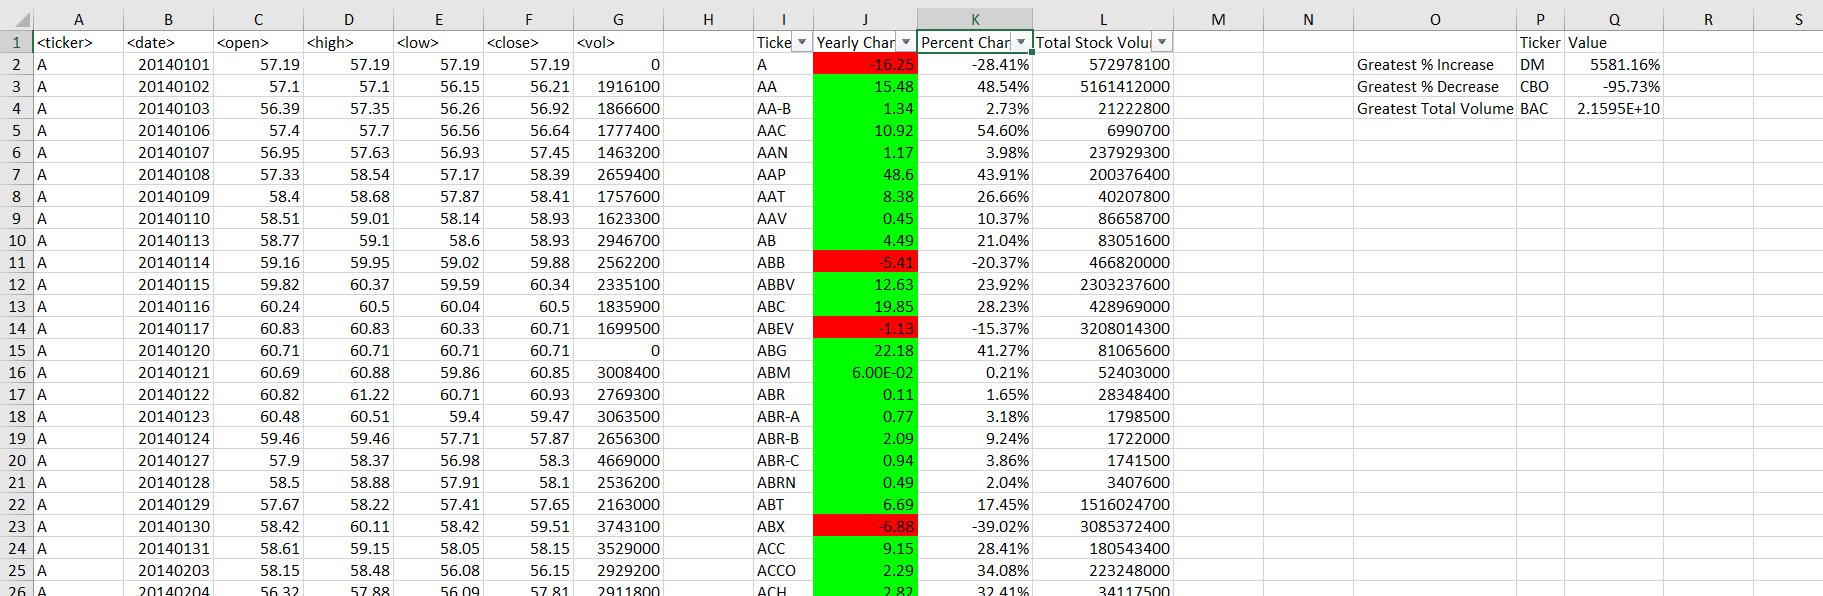 A B C D E F G H I J K L M N O P Q R S
1 <ticker> <date> <open> <high> <low> <close> <vol> Ticke Yearly Char Percent Char Total Stock Volu Ticker Value
2 A 20140101 57.19 57.19 57.19 57.19 0 A -16.25 -28.41% 572978100 Greatest % Increase DM 5581.16%
3 A 20140102 57.1 57.1 56.15 56.21 1916100 AA 15.48 48.54% 5161412000 Greatest % Decrease CBO -95.73%
4 A 20140103 56.39 57.35 56.26 56.92 1866600 AA-B 1.34 2.73% 21222800 Greatest Total Volume BAC 2.1595E+10
5 A 20140106 57.4 57.7 56.56 56.64 1777400 AAC 10.92 54.60% 6990700
6 A 20140107 56.95 57.63 56.93 57.45 1463200 AAN 1.17 3.98% 237929300
7 A 20140108 57.33 58.54 57.17 58.39 2659400 AAP 48.6 43.91% 200376400
8 A 20140109 58.4 58.68 57.87 58.41 1757600 AAT 8.38 26.66% 40207800
9 A 20140110 58.51 59.01 58.14 58.93 1623300 AAV 0.45 10.37% 86658700
10 A 20140113 58.77 59.1 58.6 58.93 2946700 AB 4.49 21.04% 83051600
11 A 20140114 59.16 59.95 59.02 59.88 2562200 ABB -5.41 -20.37% 466820000
12 A 20140115 59.82 60.37 59.59 60.34 2335100 ABBV 12.63 23.92% 2303237600
13 A 20140116 60.24 60.5 60.04 60.5 1835900 ABC 19.85 28.23% 428969000
14 A 20140117 60.83 60.83 60.33 60.71 1699500 ABEV -1.13 -15.37% 3208014300
15 A 20140120 60.71 60.71 60.71 60.71 0 ABG 22.18 41.27% 81065600
16 A 20140121 60.69 60.88 59.86 60.85 3008400 ABM 6.00E-02 0.21% 52403000
17 A 20140122 60.82 61.22 60.71 60.93 2769300 ABR 0.11 1.65% 28348400
18 A 20140123 60.48 60.51 59.4 59.47 3063500 ABR-A 0.77 3.18% 1798500
19 A 20140124 59.46 59.46 57.71 57.87 2656300 ABR-B 2.09 9.24% 1722000
20 A 20140127 57.9 58.37 56.98 58.3 4669000 ABR-C 0.94 3.86% 1741500
21 A 20140128 58.5 58.88 57.91 58.1 2536200 ABRN 0.49 2.04% 3407600
22 A 20140129 57.67 58.22 57.41 57.65 2163000 ABT 6.69 17.45% 1516024700
23 A 20140130 58.42 60.11 58.42 59.51 3743100 ABX -6.88 -39.02% 3085372400
24 A 20140131 58.61 59.15 58.05 58.15 3529000 ACC 9.15 28.41% 180543400
25 A 20140203 58.15 58.48 56.08 56.15 2929200 ACCO 2.29 34.08% 223248000
26 A 20140204 56.32 57.88 56.09 57.81 2911800 ACH 2.82 32.41% 34117500